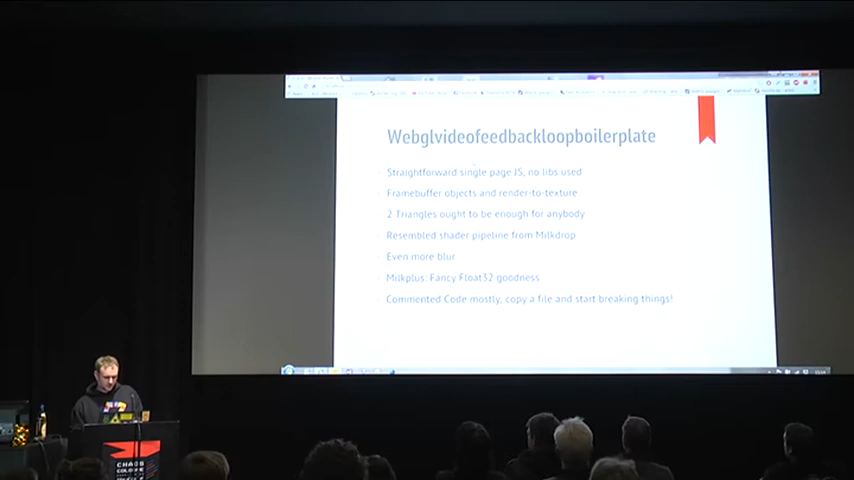 Webglvideofeedbackloopboilerplate
Straightforward single page JS, no libs used
Framebuffer objects and render-to-texture
2 Triangles ought to be enough for anybody
Resembled shader pipeline from Milkdrop
Even more blur
Milkplus: Fancy Float32 goodness
Commented Code mostly, copy a file and start breaking things!
CHAOS
COLOGNE